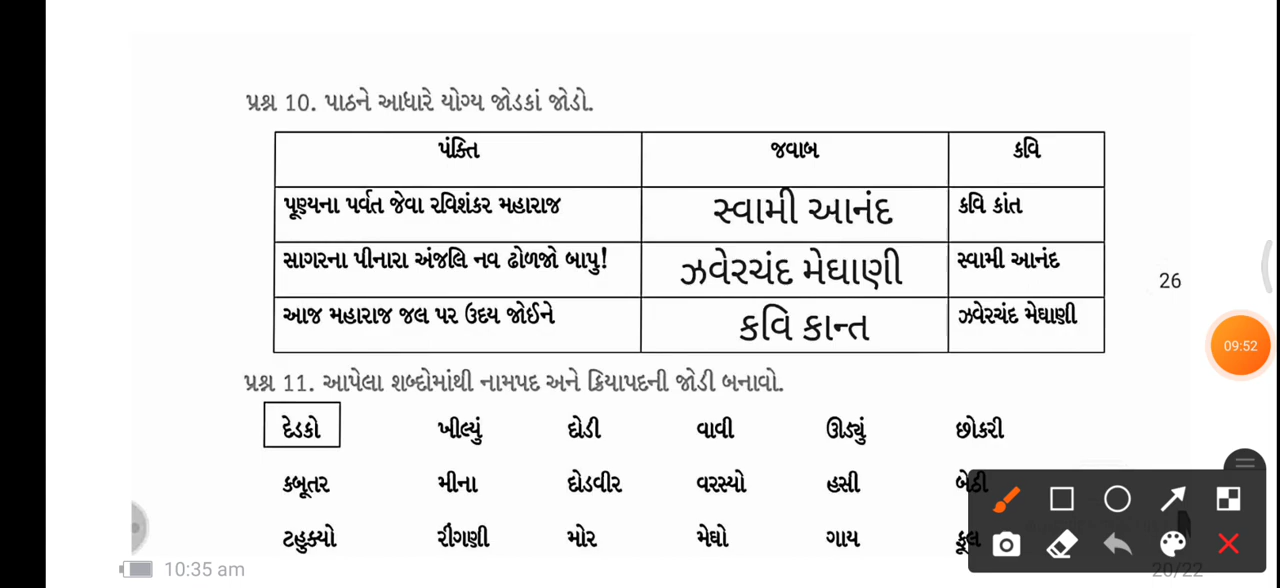 પ્રશ્ન 10. પાઠને આધારે યોગ્ય જોડકાં જોડો.
પંક્તિ જવાબ કવિ
પૂણ્યના પર્વત જેવા રવિશંકર મહારાજ સ્વામી આનંદ કવિ કાંત
સાગરના પીનારા અંજલિ નવ ઢોળજો બાપુ! ઝવેરચંદ મેઘાણી સ્વામી આનંદ
26
આજ મહારાજ જલ પર ઉદય જોઈને કવિ કાન્ત ઝવેરચંદ મેઘાણી
09:52
પ્રશ્ન 11. આપેલા શબ્દોમાંથી નામપદ અને ક્રિયાપદની જોડી બનાવો.
દેડકો ખીલ્યું દોડી વાવી ઊડ્યું છોકરી
કબૂતર મીના દોડવીર વરસ્યો હસી બેઠી
ટહુક્યો રીંગણી મોર મેઘો ગાય ફૂલ
10:35 am 20/22